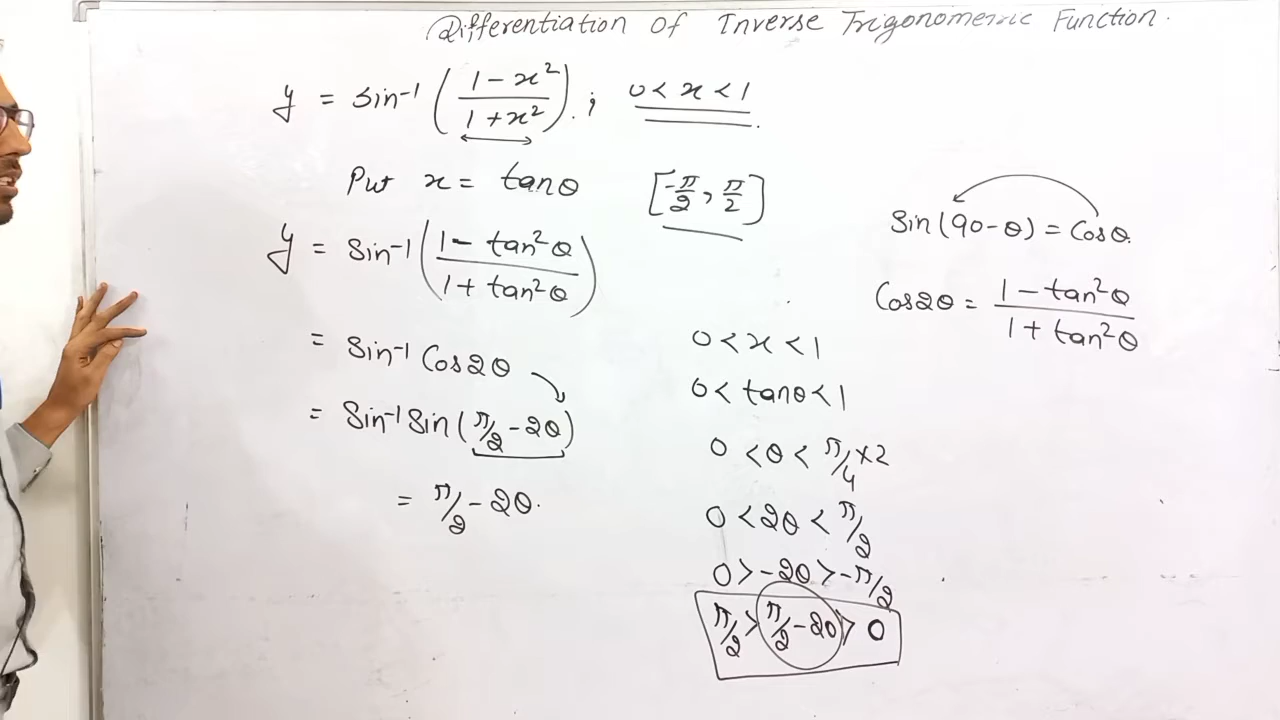 Differentiation Of Inverse Trigonometric Function.
y = sin⁻¹ ( (1 - x²) / (1 + x²) ) . ; 0 < x < 1 .
Put x = tanθ [-π/2, π/2]
y = Sin⁻¹ ( (1 - tan²θ) / (1 + tan²θ) )
= Sin⁻¹ Cos2θ
= Sin⁻¹ Sin ( π/2 - 2θ )
= π/2 - 2θ.
0 < x < 1
0 < tanθ < 1
0 < θ < π/4 × 2
0 < 2θ < π/2
0 > -2θ > -π/2
π/2 > π/2 - 2θ > 0
Sin(90-θ) = Cosθ.
Cos2θ = (1 - tan²θ) / (1 + tan²θ)